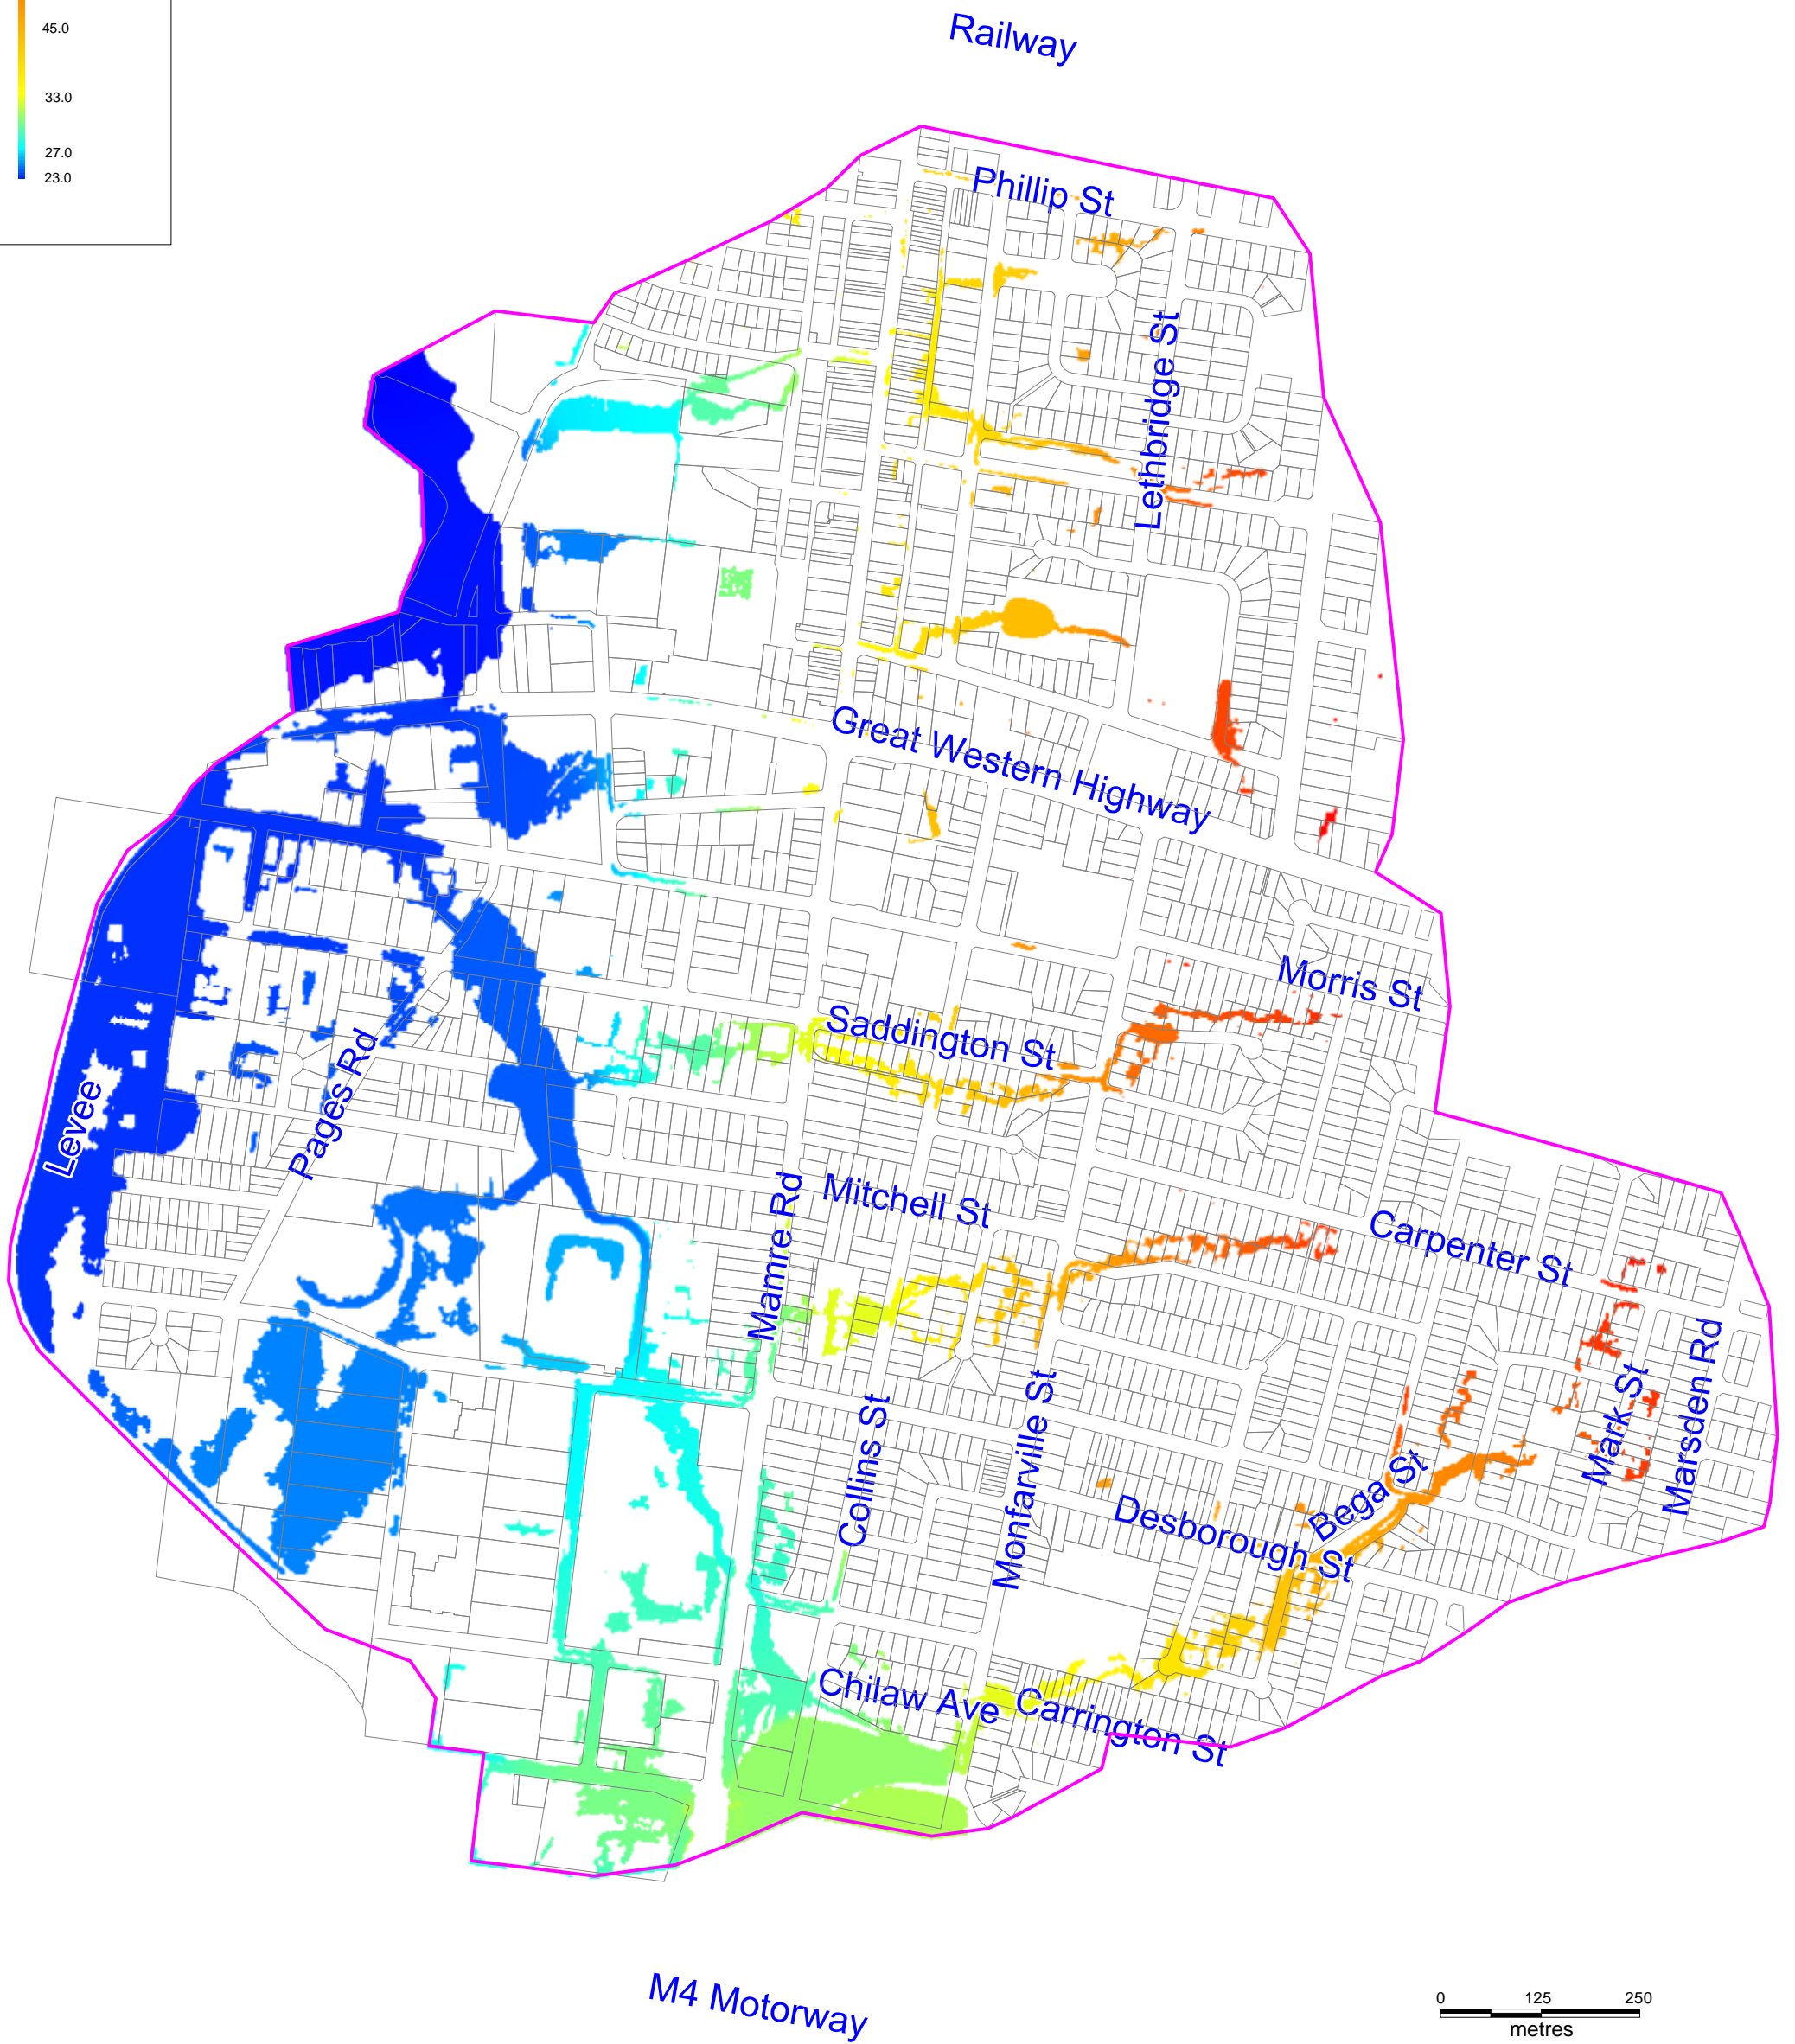 45.0
33.0
27.0
23.0
Railway
Phillip St
Lethbridge St
Great Western Highway
Morris St
Saddington St
Pages Rd
Levee
Mitchell St
Mamre Rd
Carpenter St
Mark St
Marsden Rd
Collins St
Monfarville St
Bega St
Desborough St
Chilaw Ave
Carrington St
M4 Motorway
0 125 250
metres